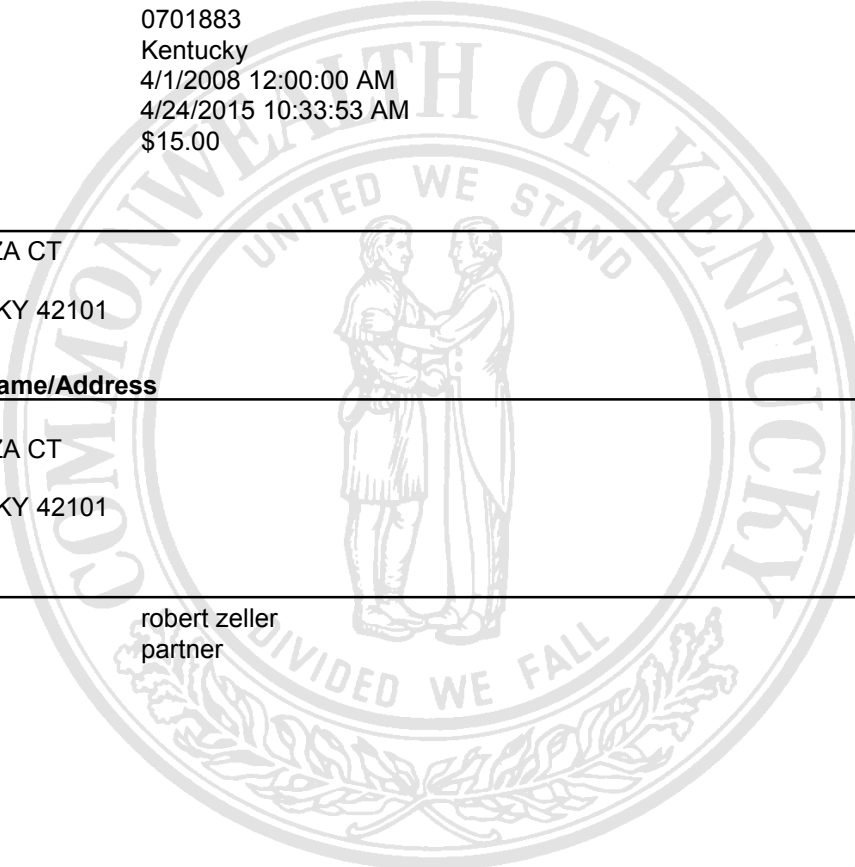 0701883
Kentucky
4/1/2008 12:00:00 AM
4/24/2015 10:33:53 AM
$15.00
ZA CT
KY 42101
ame/Address
ZA CT
KY 42101
robert zeller
partner
COMMONWEALTH OF KENTUCKY
UNITED WE STAND
DIVIDED WE FALL